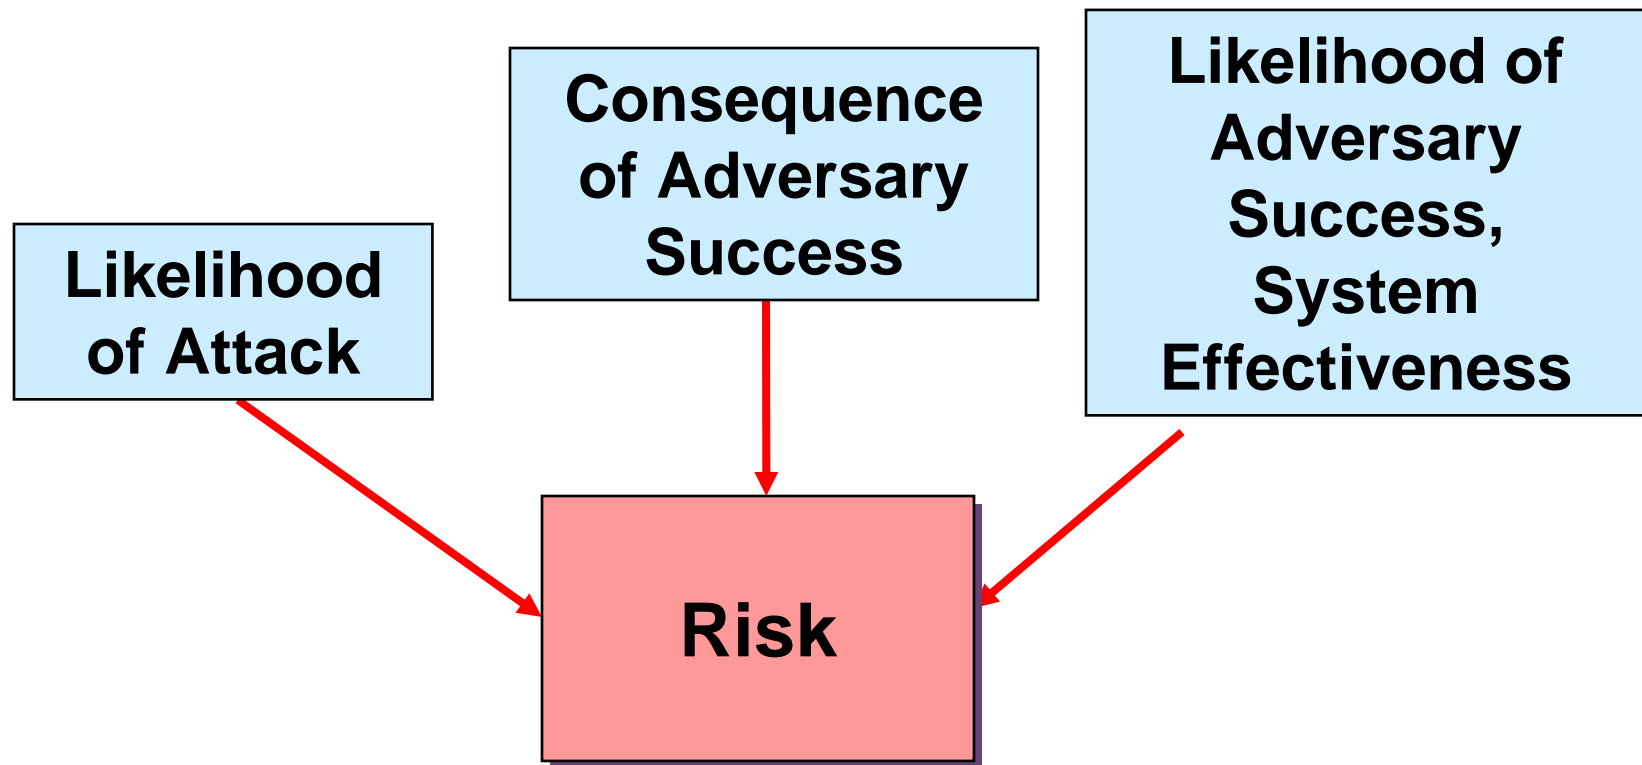 Likelihood
of Attack
Consequence
of Adversary
Success
Likelihood of
Adversary
Success,
System
Effectiveness
Risk